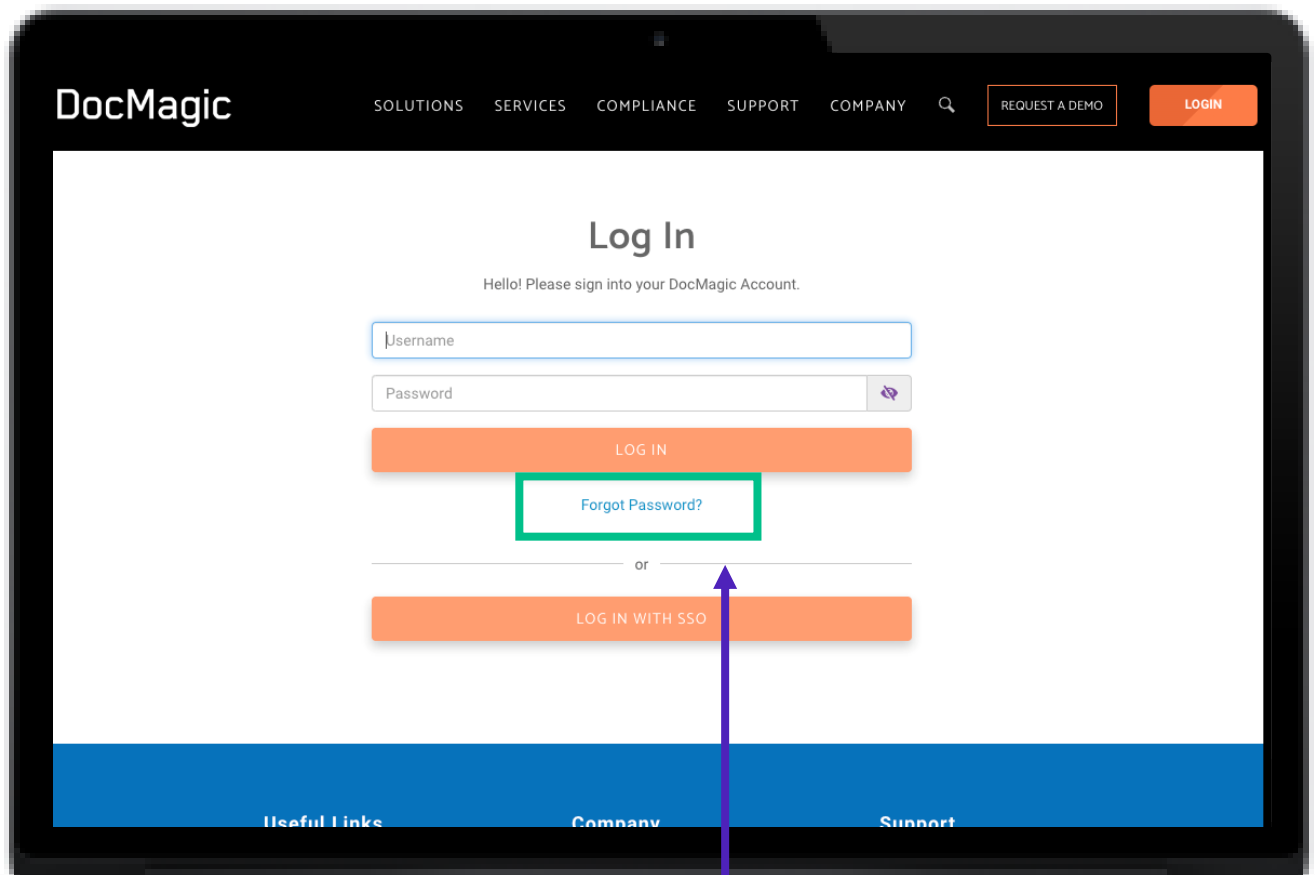 DocMagic
SOLUTIONS SERVICES COMPLIANCE SUPPORT COMPANY REQUEST A DEMO LOGIN
Log In
Hello! Please sign into your DocMagic Account.
Username
Password
LOG IN
Forgot Password?
or
LOG IN WITH SSO
Useful Links Company Support